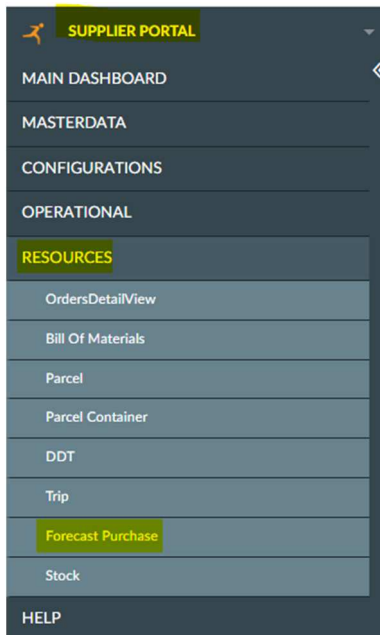 SUPPLIER PORTAL
MAIN DASHBOARD
MASTERDATA
CONFIGURATIONS
OPERATIONAL
RESOURCES
OrdersDetailView
Bill Of Materials
Parcel
Parcel Container
DDT
Trip
Forecast Purchase
Stock
HELP